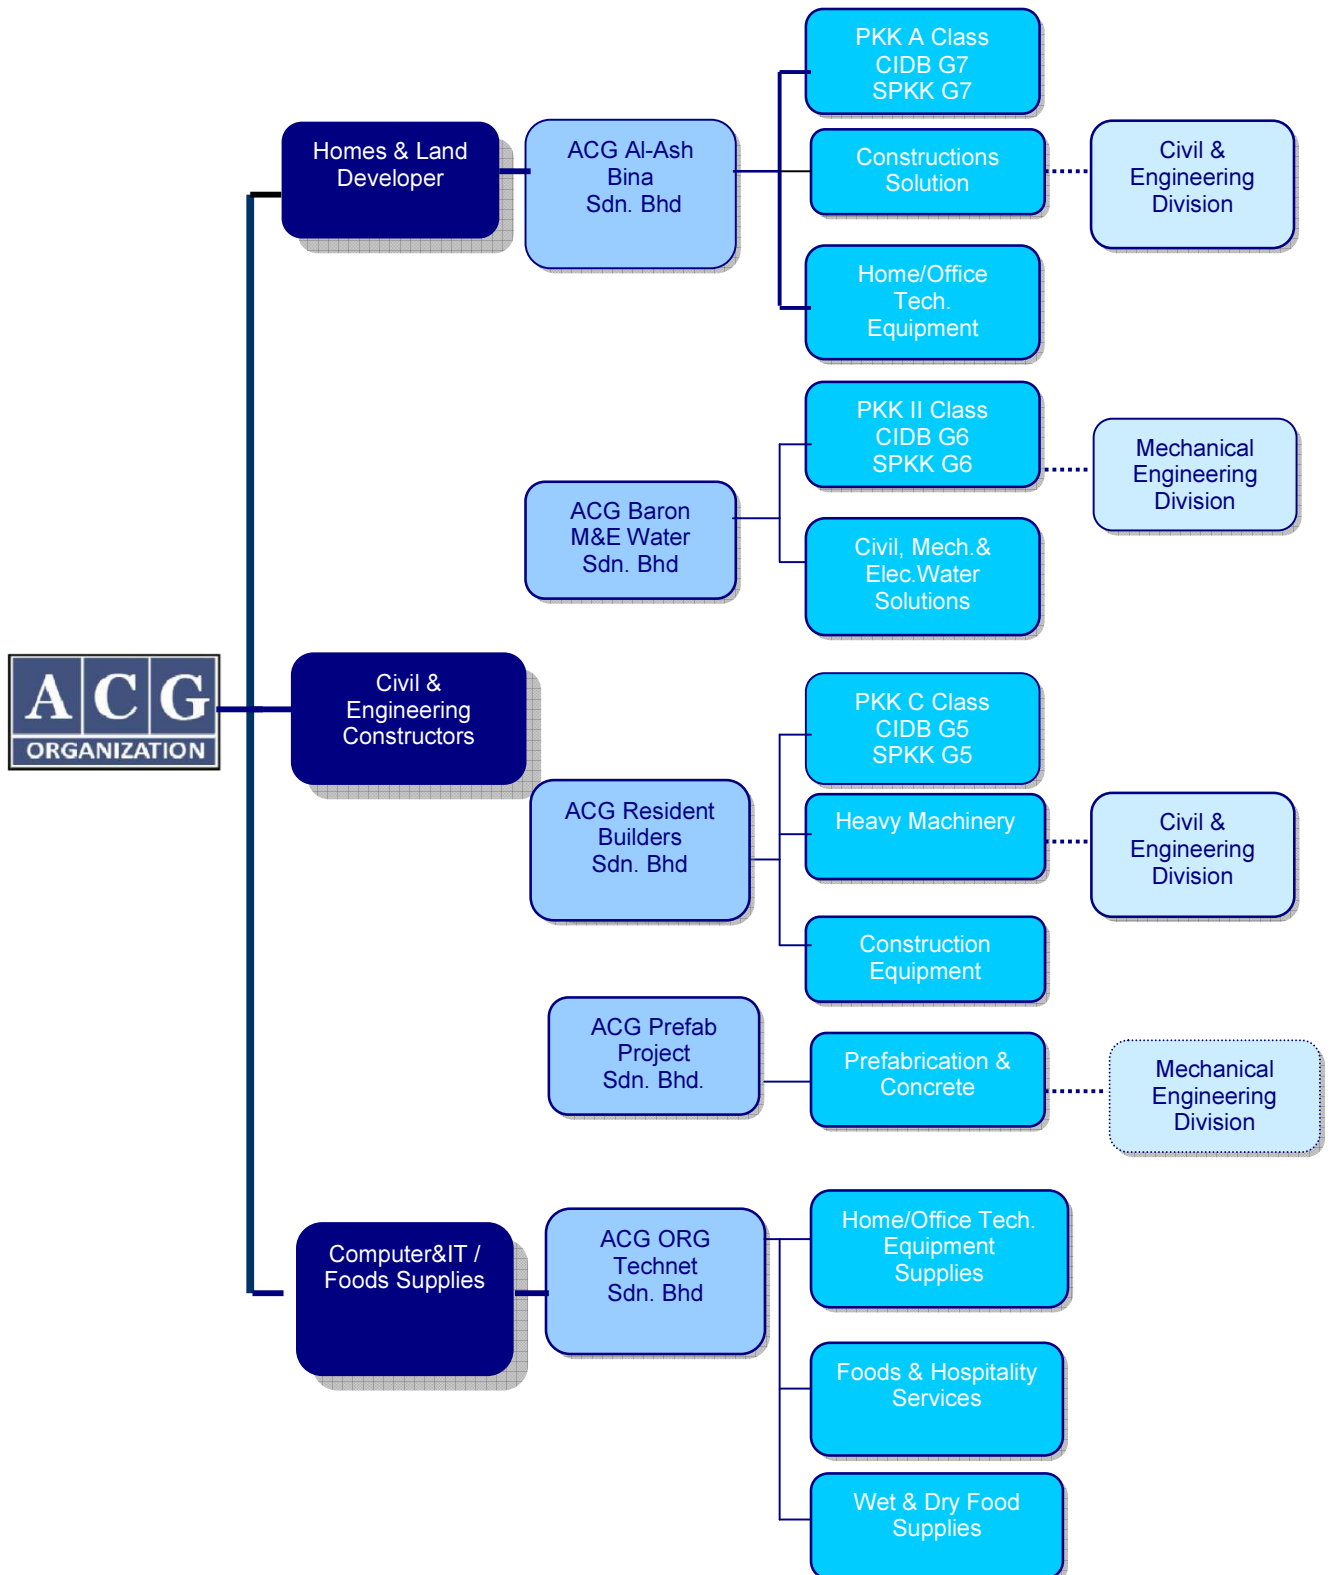 PKK A Class
CIDB G7
SPKK G7
Homes & Land
Developer
ACG Al-Ash
Bina
Sdn. Bhd
Constructions
Solution
Civil &
Engineering
Division
Home/Office
Tech.
Equipment
PKK II Class
CIDB G6
SPKK G6
Mechanical
Engineering
Division
ACG Baron
M&E Water
Sdn. Bhd
Civil, Mech.&
Elec.Water
Solutions
A C G
ORGANIZATION
Civil &
Engineering
Constructors
PKK C Class
CIDB G5
SPKK G5
ACG Resident
Builders
Sdn. Bhd
Heavy Machinery
Civil &
Engineering
Division
Construction
Equipment
ACG Prefab
Project
Sdn. Bhd.
Prefabrication &
Concrete
Mechanical
Engineering
Division
Computer&IT /
Foods Supplies
ACG ORG
Technet
Sdn. Bhd
Home/Office Tech.
Equipment
Supplies
Foods & Hospitality
Services
Wet & Dry Food
Supplies